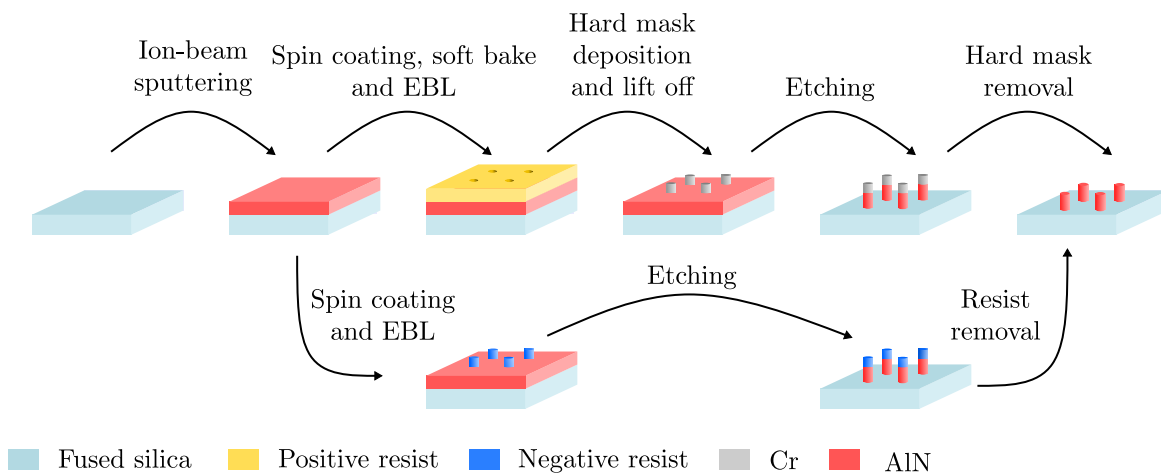 Ion-beam
sputtering
Spin coating, soft bake
and EBL
Hard mask
deposition
and lift off
Etching
Hard mask
removal
Spin coating
and EBL
Etching
Resist
removal
Fused silica
Positive resist
Negative resist
Cr
AlN